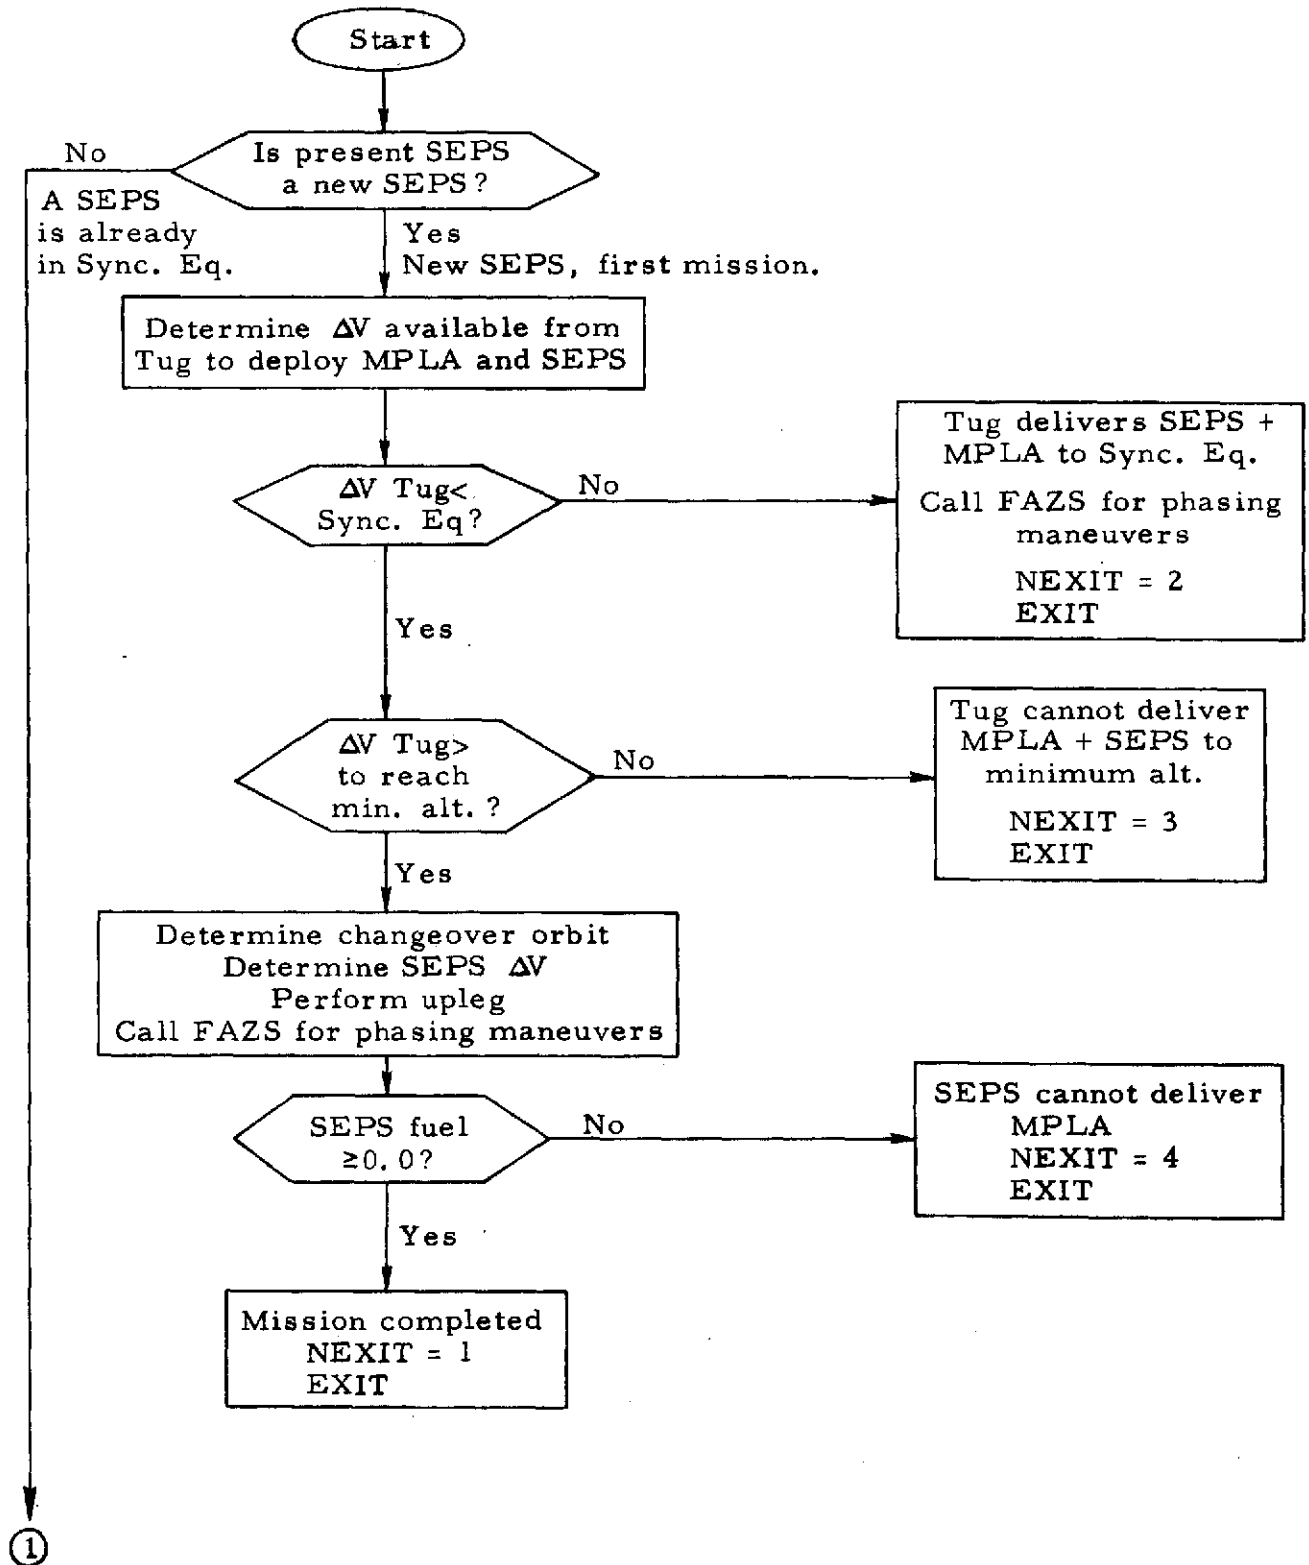 Start
Is present SEPS
a new SEPS?
No
A SEPS
is already
in Sync. Eq.
Yes
New SEPS, first mission.
Determine ΔV available from
Tug to deploy MPLA and SEPS
ΔV Tug<
Sync. Eq?
No
Tug delivers SEPS +
MPLA to Sync. Eq.
Call FAZS for phasing
maneuvers
NEXIT = 2
EXIT
Yes
ΔV Tug>
to reach
min. alt. ?
No
Tug cannot deliver
MPLA + SEPS to
minimum alt.
NEXIT = 3
EXIT
Yes
Determine changeover orbit
Determine SEPS ΔV
Perform upleg
Call FAZS for phasing maneuvers
SEPS fuel
≥0.0?
No
SEPS cannot deliver
MPLA
NEXIT = 4
EXIT
Yes
Mission completed
NEXIT = 1
EXIT
1